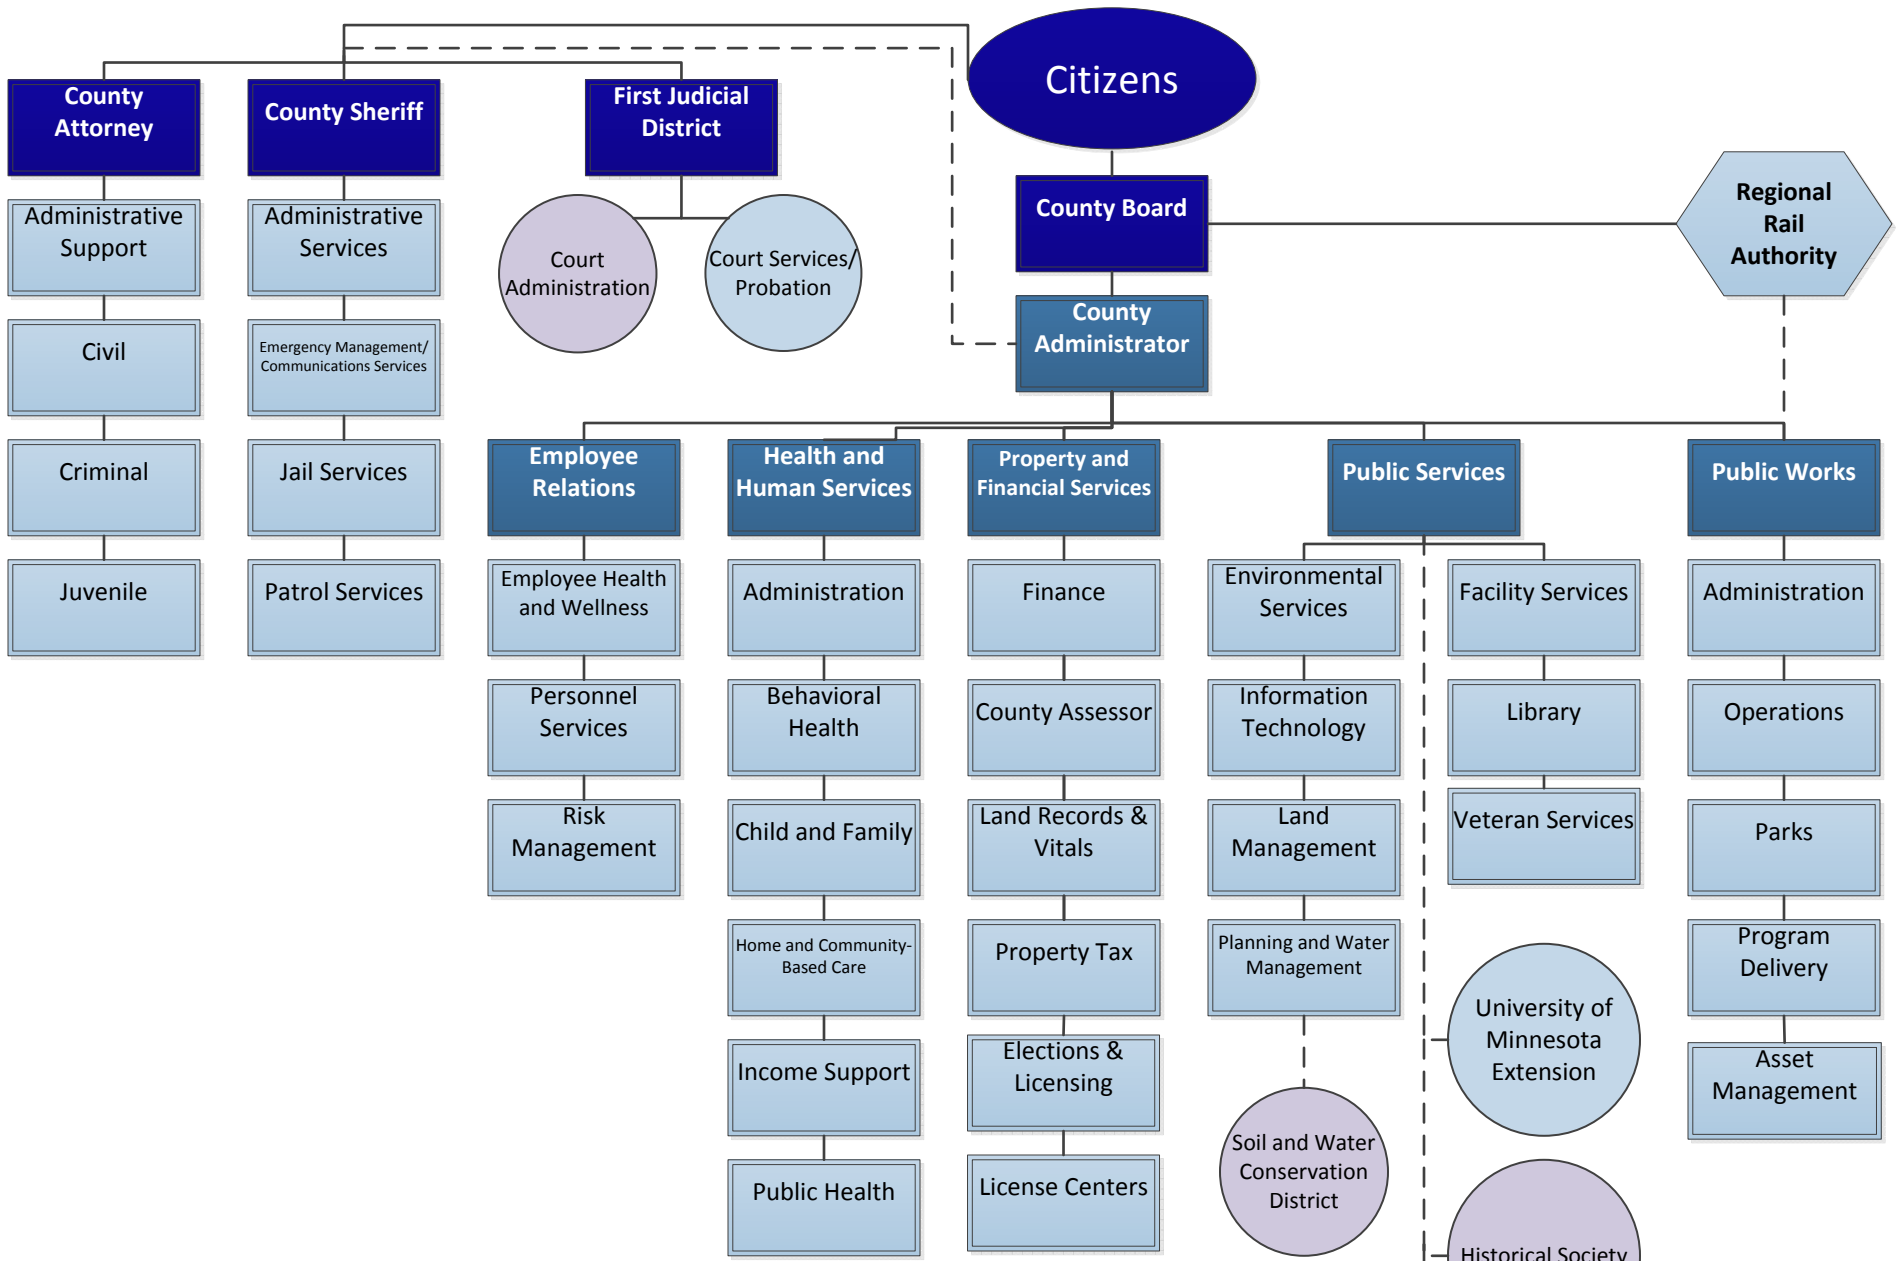 Citizens
County
Attorney
County Sheriff
First Judicial
District
County Board
Regional
Rail
Authority
Administrative
Support
Administrative
Services
Court
Administration
Court Services/
Probation
County
Administrator
Civil
Emergency Management/
Communications Services
Criminal
Jail Services
Juvenile
Patrol Services
Employee
Relations
Health and
Human Services
Property and
Financial Services
Public Services
Public Works
Employee Health
and Wellness
Personnel
Services
Risk
Management
Administration
Behavioral
Health
Child and Family
Home and Community-
Based Care
Income Support
Public Health
Finance
County Assessor
Land Records &
Vitals
Property Tax
Elections &
Licensing
License Centers
Environmental
Services
Information
Technology
Land
Management
Planning and Water
Management
Soil and Water
Conservation
District
Facility Services
Library
Veteran Services
University of
Minnesota
Extension
Historical Society
Administration
Operations
Parks
Program
Delivery
Asset
Management